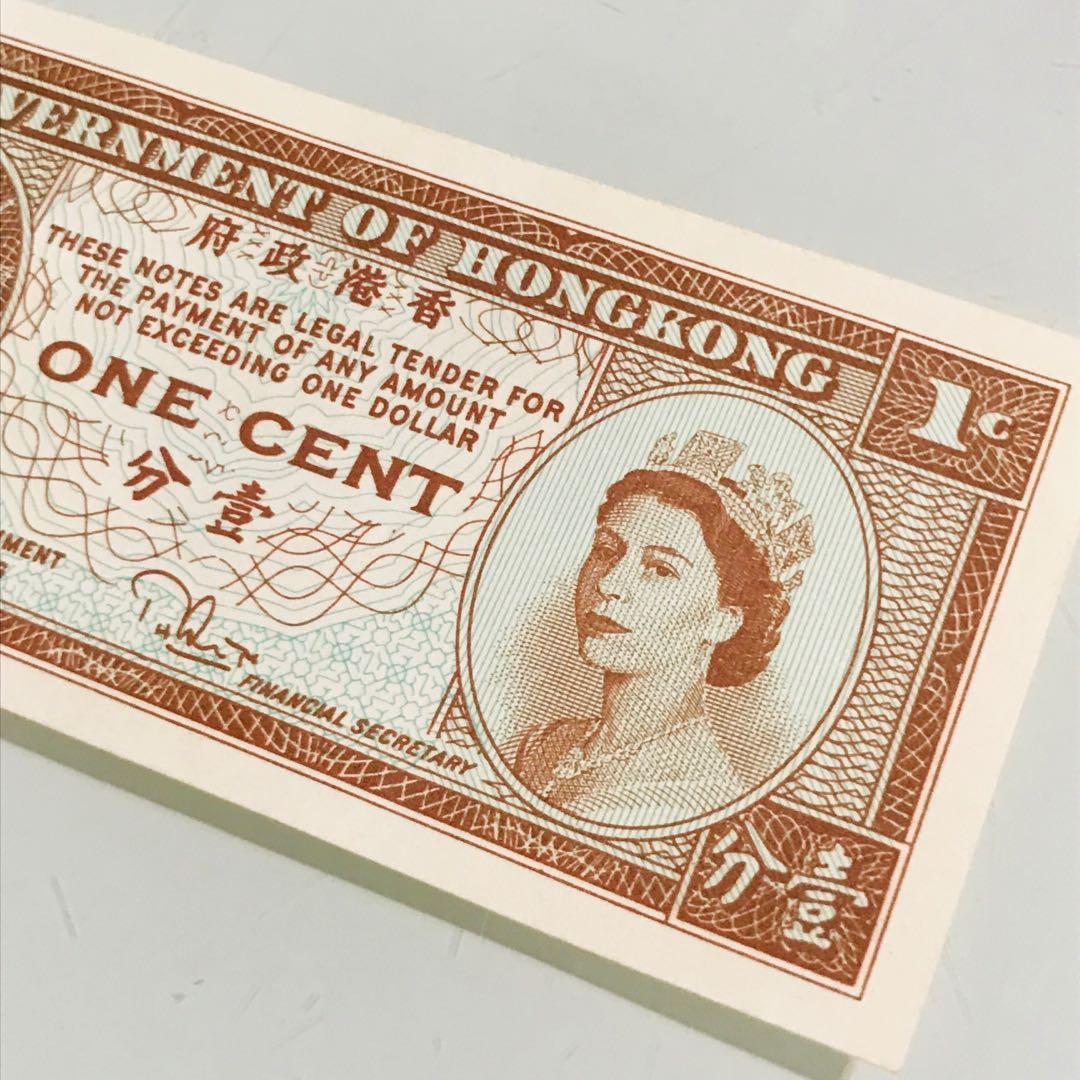 VERNMENT OF HONGKONG
府政港香
THESE NOTES ARE LEGAL TENDER FOR
THE PAYMENT OF ANY AMOUNT
NOT EXCEEDING ONE DOLLAR
ONE CENT
分壹
FINANCIAL SECRETARY
1c
分壹